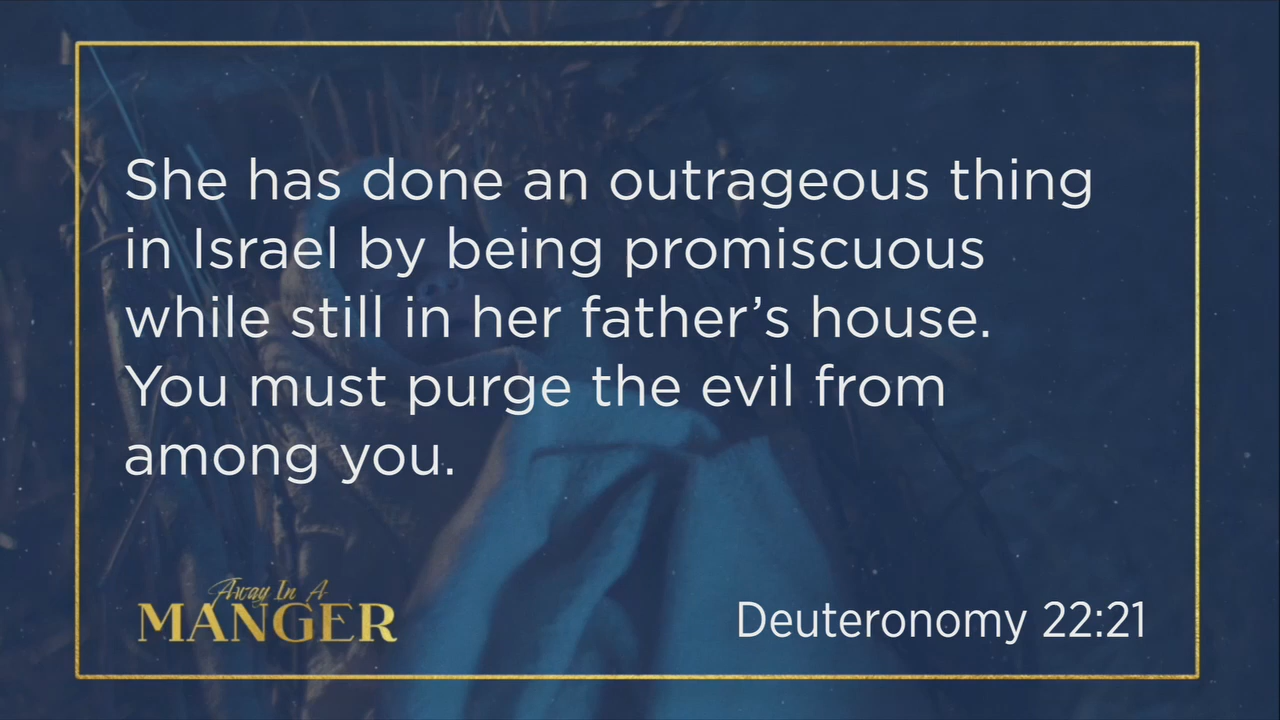 She has done an outrageous thing
in Israel by being promiscuous
while still in her father’s house.
You must purge the evil from
among you.
Away In A
MANGER
Deuteronomy 22:21